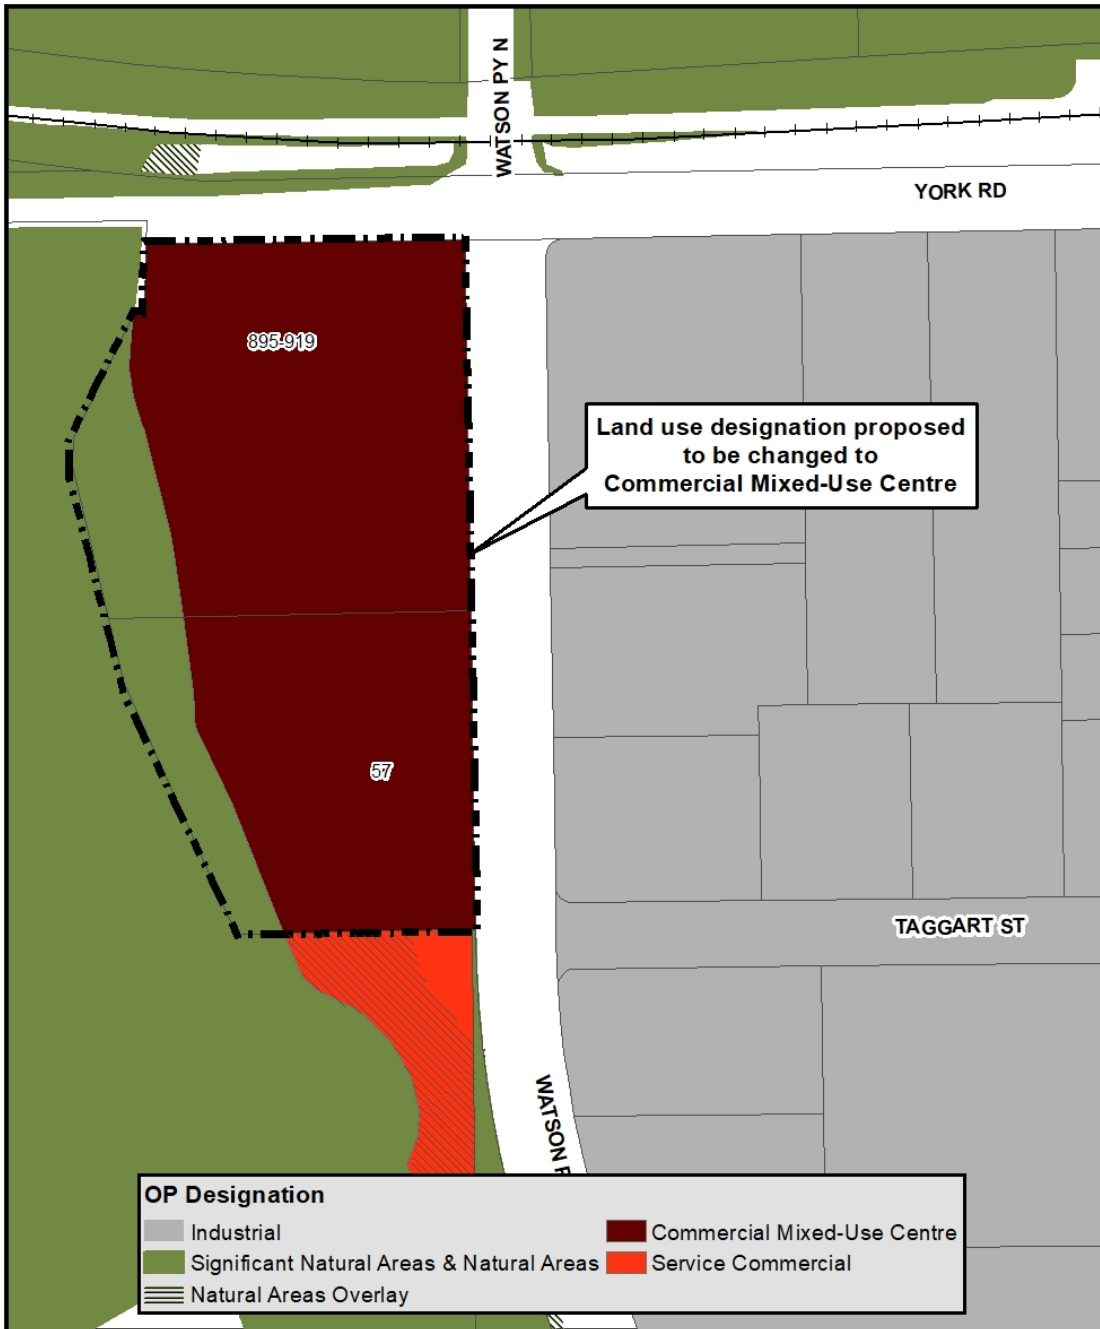 WATSON PY N
YORK RD
895-919
Land use designation proposed
to be changed to
Commercial Mixed-Use Centre
57
TAGGART ST
WATSON
OP Designation
Industrial
Commercial Mixed-Use Centre
Significant Natural Areas & Natural Areas
Service Commercial
Natural Areas Overlay